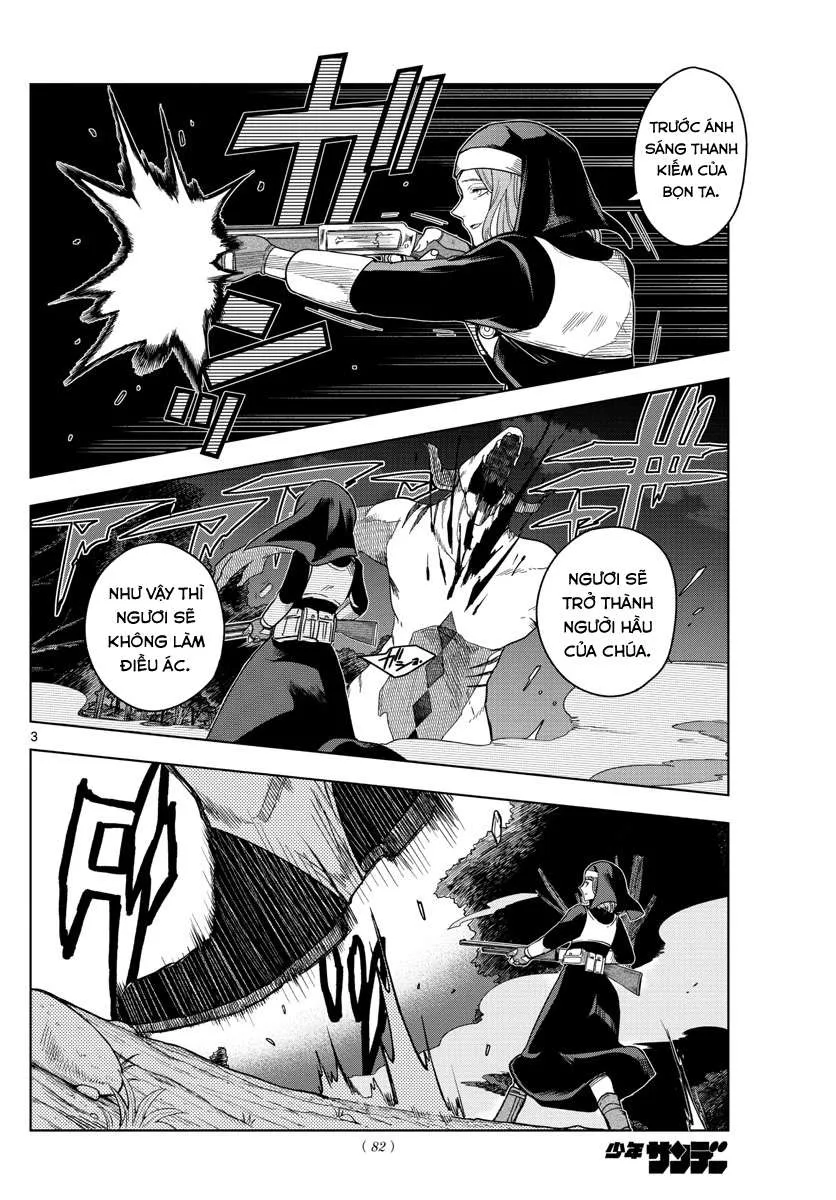 TRƯỚC ÁNH
SÁNG THANH
KIẾM CỦA
BỌN TA.
NGƯƠI SẼ
TRỞ THÀNH
NGƯỜI HẦU
CỦA CHÚA.
NHƯ VẬY THÌ
NGƯƠI SẼ
KHÔNG LÀM
ĐIỀU ÁC.
3
( 82 )
少年サンデー